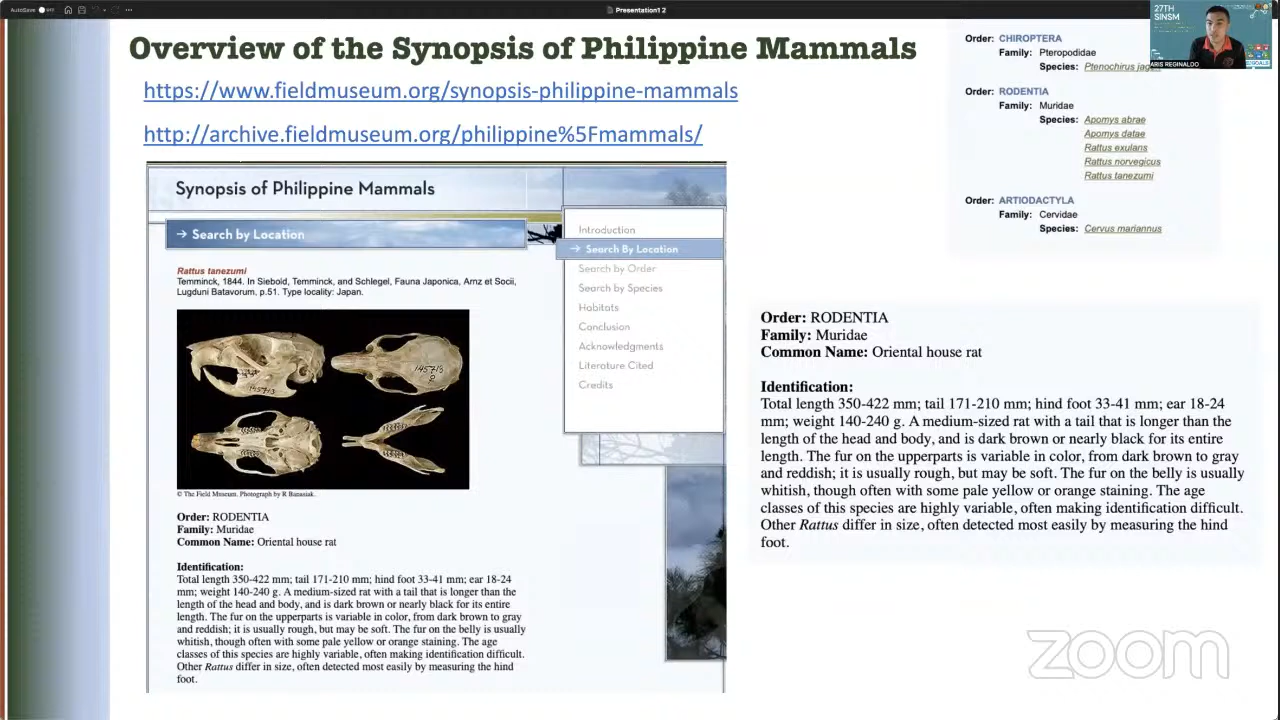 AutoSave
OFF
Presentation1 2
Overview of the Synopsis of Philippine Mammals
https://www.fieldmuseum.org/synopsis-philippine-mammals
http://archive.fieldmuseum.org/philippine%5Fmammals/
Synopsis of Philippine Mammals
→ Search by Location
Rattus tanezumi
Temminck, 1844. In Siebold, Temminck, and Schlegel, Fauna Japonica, Arnz et Socii,
Lugduni Batavorum, p.51. Type locality: Japan.
145713
145713
© The Field Museum. Photograph by R Banasiak.
Order: RODENTIA
Family: Muridae
Common Name: Oriental house rat
Identification:
Total length 350-422 mm; tail 171-210 mm; hind foot 33-41 mm; ear 18-24
mm; weight 140-240 g. A medium-sized rat with a tail that is longer than the
length of the head and body, and is dark brown or nearly black for its entire
length. The fur on the upperparts is variable in color, from dark brown to gray
and reddish; it is usually rough, but may be soft. The fur on the belly is usually
whitish, though often with some pale yellow or orange staining. The age
classes of this species are highly variable, often making identification difficult.
Other Rattus differ in size, often detected most easily by measuring the hind
foot.
Introduction
→ Search By Location
Search by Order
Search by Species
Habitats
Conclusion
Acknowledgments
Literature Cited
Credits
Order: CHIROPTERA
Family: Pteropodidae
Species: Ptenochirus
Order: RODENTIA
Family: Muridae
Species: Apomys abrae
Apomys datae
Rattus exulans
Rattus norvegicus
Rattus tanezumi
Order: ARTIODACTYLA
Family: Cervidae
Species: Cervus mariannus
27TH
SINSM
ARIS REGINALDO
Order: RODENTIA
Family: Muridae
Common Name: Oriental house rat
Identification:
Total length 350-422 mm; tail 171-210 mm; hind foot 33-41 mm; ear 18-24
mm; weight 140-240 g. A medium-sized rat with a tail that is longer than the
length of the head and body, and is dark brown or nearly black for its entire
length. The fur on the upperparts is variable in color, from dark brown to gray
and reddish; it is usually rough, but may be soft. The fur on the belly is usually
whitish, though often with some pale yellow or orange staining. The age
classes of this species are highly variable, often making identification difficult.
Other Rattus differ in size, often detected most easily by measuring the hind
foot.
zoom